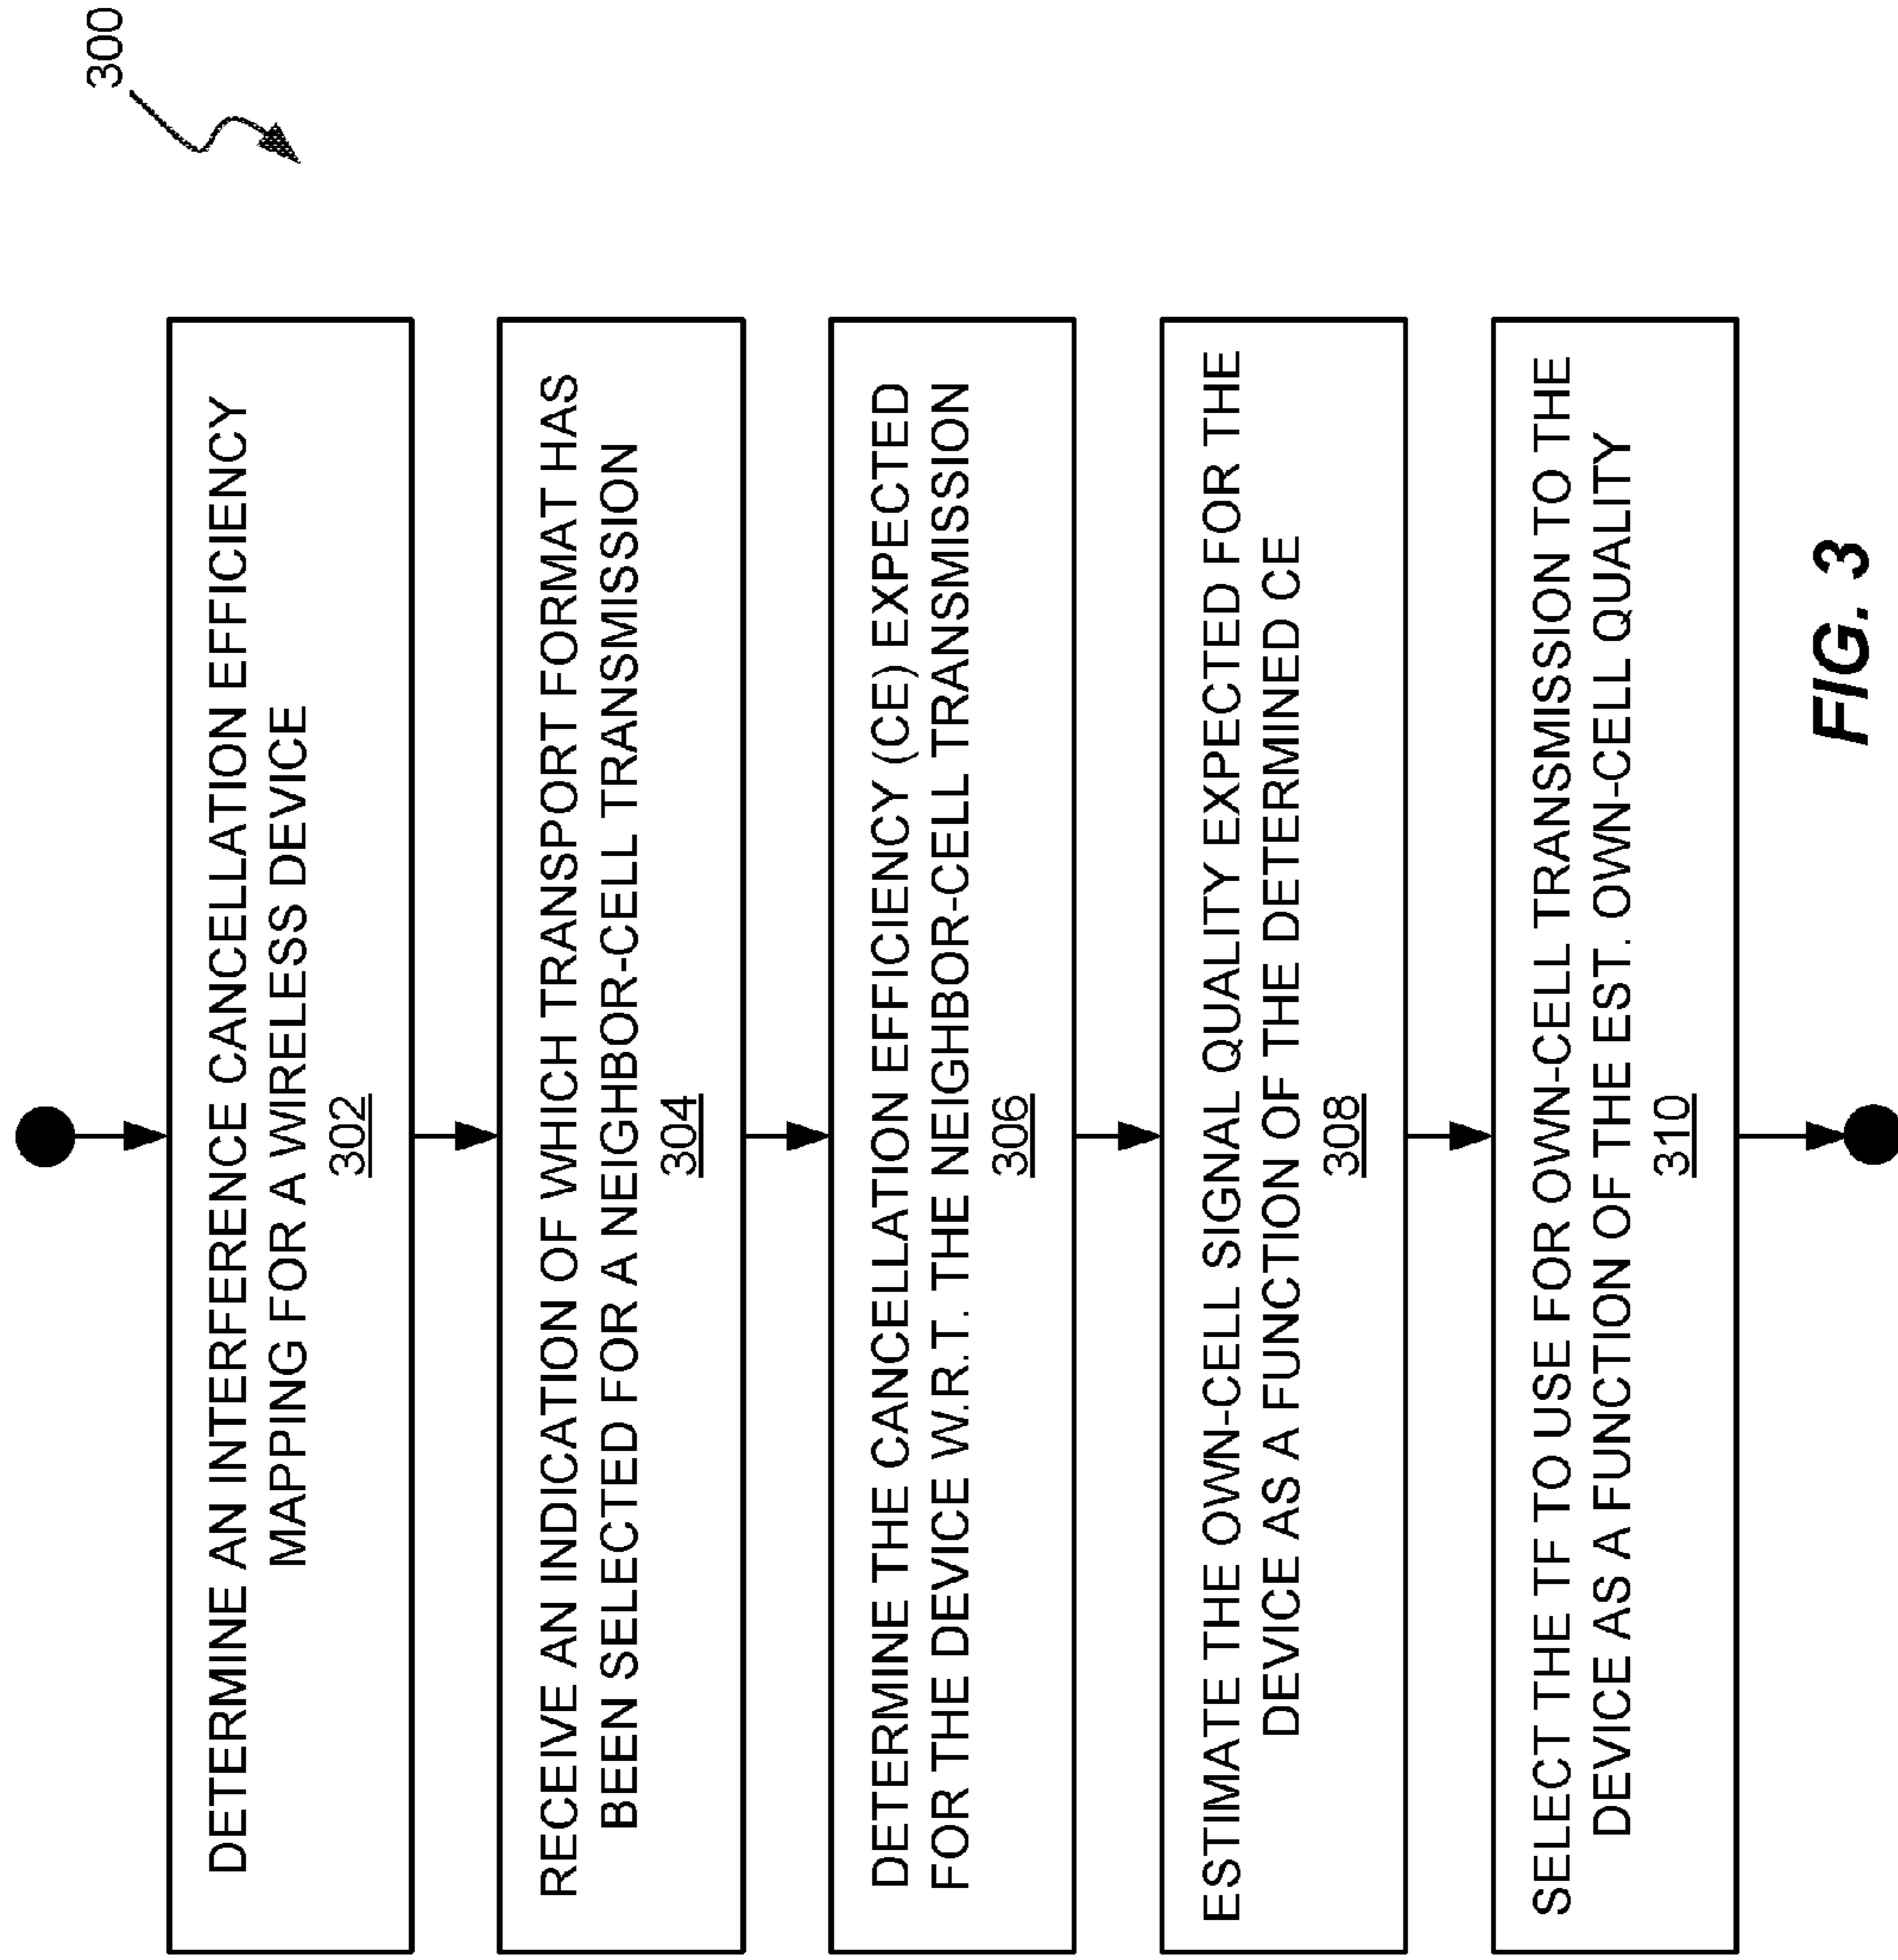 300
DETERMINE AN INTERFERENCE CANCELLATION EFFICIENCY
MAPPING FOR A WIRELESS DEVICE
302
RECEIVE AN INDICATION OF WHICH TRANSPORT FORMAT HAS
BEEN SELECTED FOR A NEIGHBOR-CELL TRANSMISSION
304
DETERMINE THE CANCELLATION EFFICIENCY (CE) EXPECTED
FOR THE DEVICE W.R.T. THE NEIGHBOR-CELL TRANSMISSION
306
ESTIMATE THE OWN-CELL SIGNAL QUALITY EXPECTED FOR THE
DEVICE AS A FUNCTION OF THE DETERMINED CE
308
SELECT THE TF TO USE FOR OWN-CELL TRANSMISSION TO THE
DEVICE AS A FUNCTION OF THE EST. OWN-CELL QUALITY
310
FIG. 3